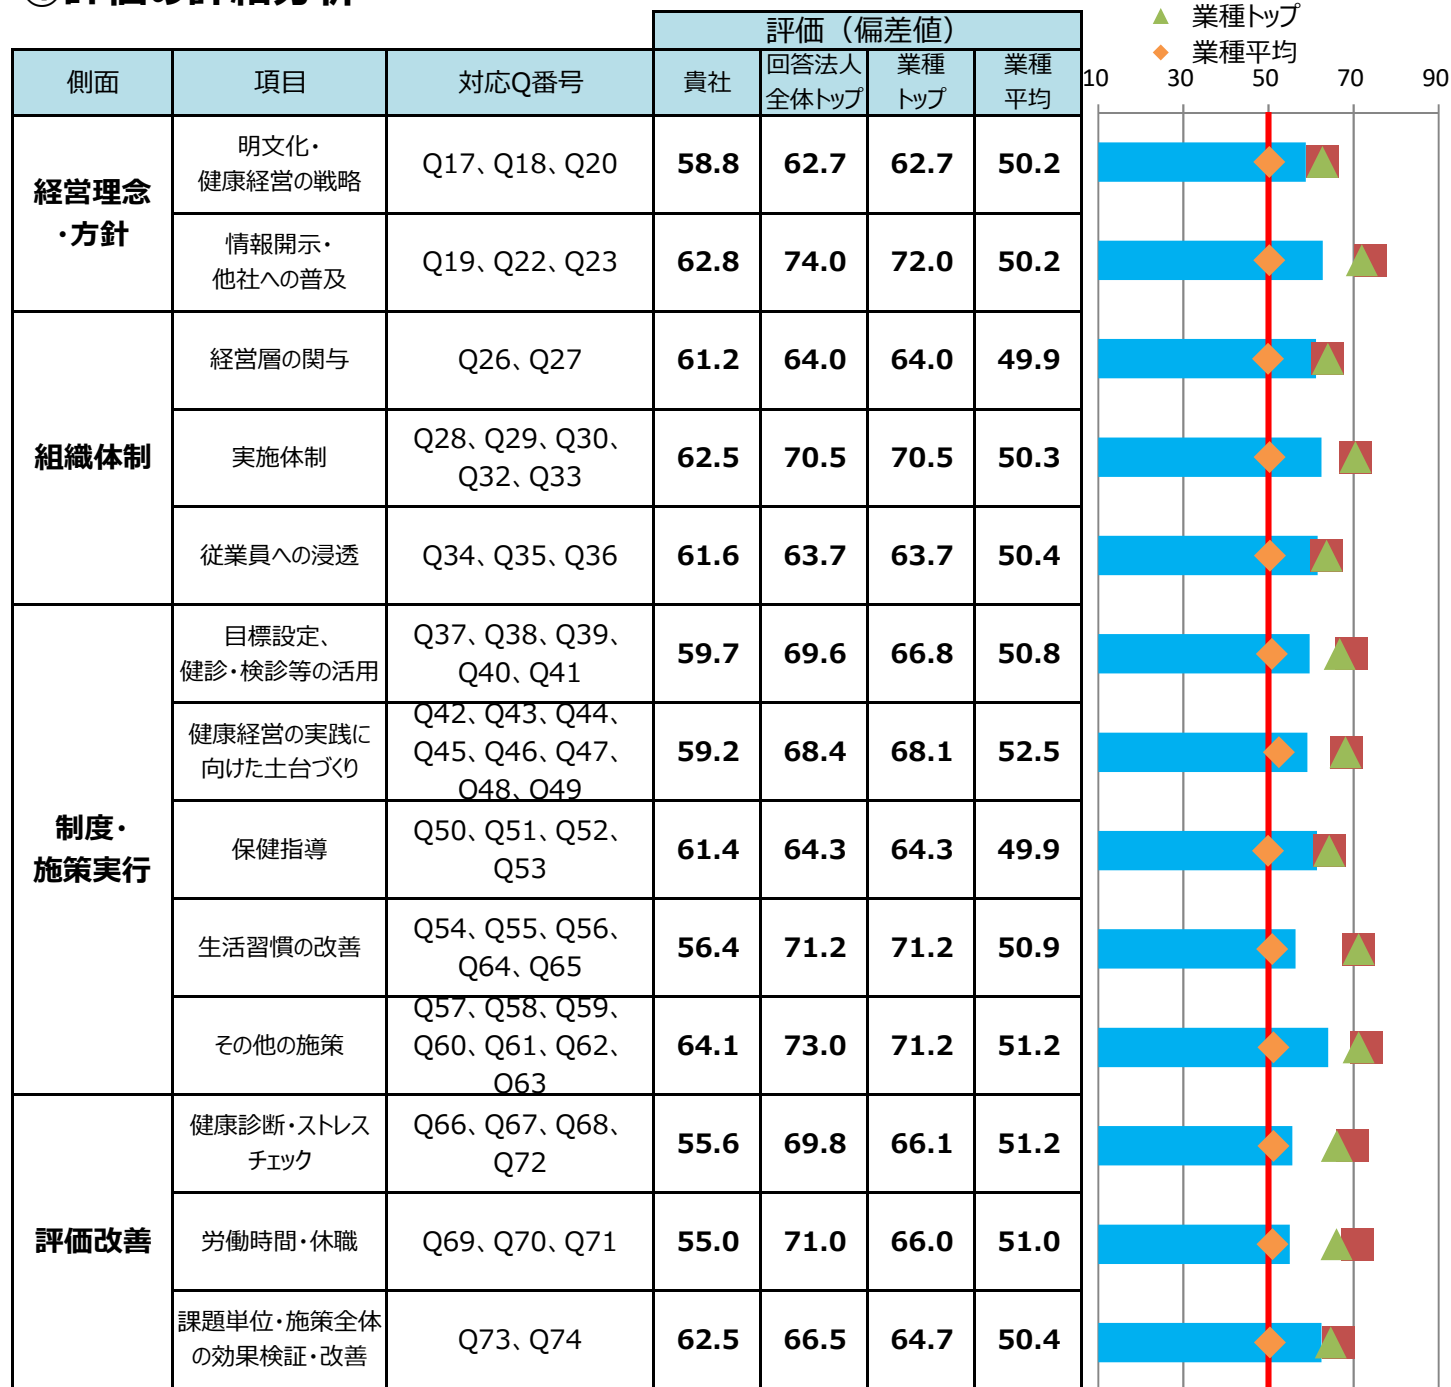 評価の詳細分析
▲ 業種トップ
◆ 業種平均
評価（偏差値）
側面 項目 対応Q番号 貴社 回答法人全体トップ 業種トップ 業種平均
10 30 50 70 90
経営理念・方針
明文化・
健康経営の戦略
Q17、Q18、Q20
58.8 62.7 62.7 50.2
情報開示・
他社への普及
Q19、Q22、Q23
62.8 74.0 72.0 50.2
組織体制
経営層の関与
Q26、Q27
61.2 64.0 64.0 49.9
実施体制
Q28、Q29、Q30、
Q32、Q33
62.5 70.5 70.5 50.3
従業員への浸透
Q34、Q35、Q36
61.6 63.7 63.7 50.4
制度・
施策実行
目標設定、
健診・検診等の活用
Q37、Q38、Q39、
Q40、Q41
59.7 69.6 66.8 50.8
健康経営の実践に
向けた土台づくり
Q42、Q43、Q44、
Q45、Q46、Q47、
Q48、Q49
59.2 68.4 68.1 52.5
保健指導
Q50、Q51、Q52、
Q53
61.4 64.3 64.3 49.9
生活習慣の改善
Q54、Q55、Q56、
Q64、Q65
56.4 71.2 71.2 50.9
その他の施策
Q57、Q58、Q59、
Q60、Q61、Q62、
Q63
64.1 73.0 71.2 51.2
評価改善
健康診断・ストレス
チェック
Q66、Q67、Q68、
Q72
55.6 69.8 66.1 51.2
労働時間・休職
Q69、Q70、Q71
55.0 71.0 66.0 51.0
課題単位・施策全体
の効果検証・改善
Q73、Q74
62.5 66.5 64.7 50.4